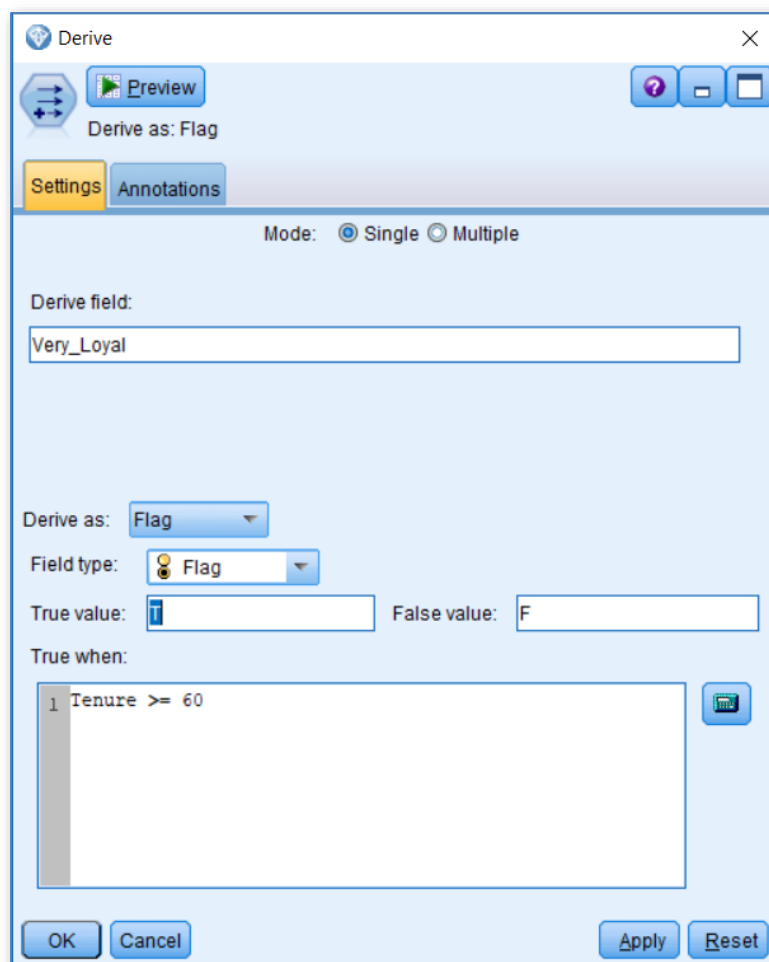 Derive
Preview
Derive as: Flag
Settings Annotations
Mode: Single Multiple
Derive field:
Very_Loyal
Derive as: Flag
Field type: Flag
True value: T False value: F
True when:
1 Tenure >= 60
OK Cancel Apply Reset